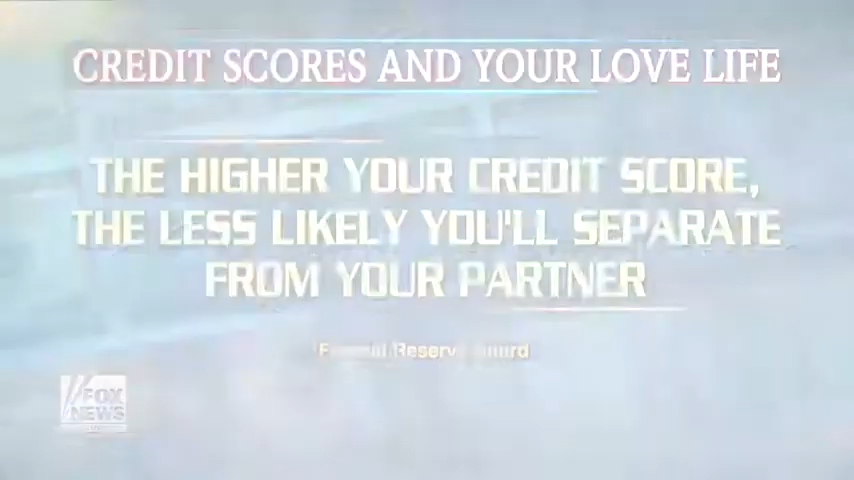 CREDIT SCORES AND YOUR LOVE LIFE
THE HIGHER YOUR CREDIT SCORE,
THE LESS LIKELY YOU'LL SEPARATE
FROM YOUR PARTNER
Federal Reserve Board
FOX
NEWS